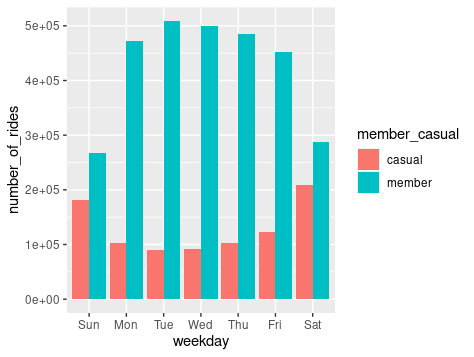 number_of_rides
5e+05
4e+05
3e+05
2e+05
1e+05
0e+00
Sun Mon Tue Wed Thu Fri Sat
weekday
member_casual
casual
member